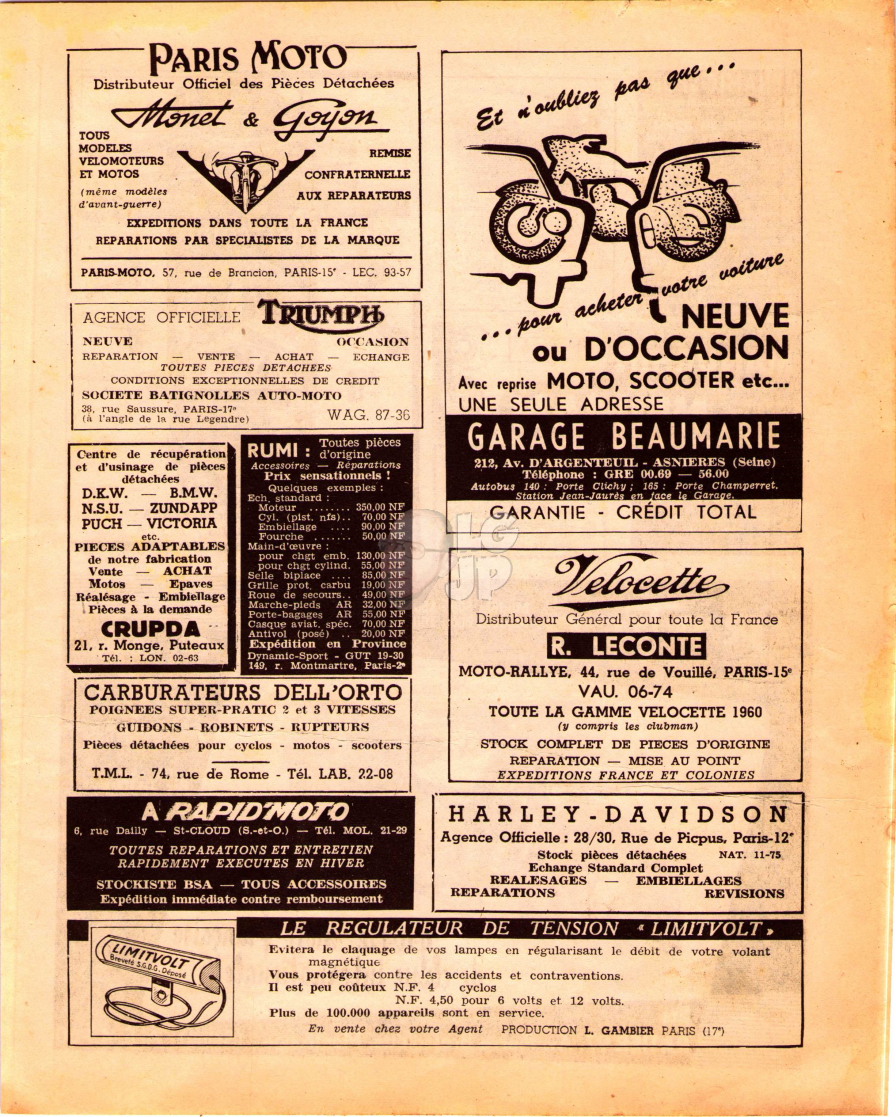 PARIS MOTO
Distributeur Officiel des Pièces Détachées
Monet & Goyon
TOUS
MODELES
VELOMOTEURS
ET MOTOS
(même modèles
d'avant-guerre)
REMISE
CONFRATERNELLE
AUX REPARATEURS
EXPEDITIONS DANS TOUTE LA FRANCE
REPARATIONS PAR SPECIALISTES DE LA MARQUE
PARIS-MOTO, 57, rue de Brancion, PARIS-15e - LEC. 93-57
AGENCE OFFICIELLE TRIUMPH
NEUVE OCCASION
REPARATION — VENTE — ACHAT — ECHANGE
TOUTES PIECES DETACHEES
CONDITIONS EXCEPTIONNELLES DE CREDIT
SOCIETE BATIGNOLLES AUTO-MOTO
38, rue Saussure, PARIS-17e
(à l'angle de la rue Legendre) WAG. 87-36
Centre de récupération
et d'usinage de pièces
détachées
D.K.W. — B.M.W.
N.S.U. — ZUNDAPP
PUCH — VICTORIA
etc.
PIECES ADAPTABLES
de notre fabrication
Vente — ACHAT
Motos — Epaves
Réalésage - Embiellage
Pièces à la demande
CRUPDA
21, r. Monge, Puteaux
Tél. : LON. 02-63
RUMI : Toutes pièces
d'origine
Accessoires — Réparations
Prix sensationnels !
Quelques exemples :
Ech. standard :
Moteur ........ 350,00 NF
Cyl. (pist. nfs).. 70,00 NF
Embiellage .... 90,00 NF
Fourche ...... 50,00 NF
Main-d'œuvre :
pour chgt emb. 130,00 NF
pour chgt cylind. 55,00 NF
Selle biplace .... 85,00 NF
Grille prot. carbu 19,00 NF
Roue de secours.. 49,00 NF
Marche-pieds AR 32,00 NF
Porte-bagages AR 55,00 NF
Casque aviat. spéc. 70,00 NF
Antivol (posé) .. 20,00 NF
Expédition en Province
Dynamic-Sport - GUT 19-30
149, r. Montmartre, Paris-2e
CARBURATEURS DELL'ORTO
POIGNEES SUPER-PRATIC 2 et 3 VITESSES
GUIDONS - ROBINETS - RUPTEURS
Pièces détachées pour cyclos - motos - scooters
T.M.L. - 74, rue de Rome - Tél. LAB. 22-08
A RAPID'MOTO
6, rue Dailly — St-CLOUD (S.-et-O.) — Tél. MOL. 21-29
TOUTES REPARATIONS ET ENTRETIEN
RAPIDEMENT EXECUTES EN HIVER
STOCKISTE BSA — TOUS ACCESSOIRES
Expédition immédiate contre remboursement
Et n'oubliez pas que...
...pour acheter votre voiture
NEUVE
ou D'OCCASION
Avec reprise MOTO, SCOOTER etc...
UNE SEULE ADRESSE
GARAGE BEAUMARIE
212, Av. D'ARGENTEUIL - ASNIERES (Seine)
Téléphone : GRE 00.69 — 56.00
Autobus 140 : Porte Clichy ; 165 : Porte Champerret.
Station Jean-Jaurès en face le Garage.
GARANTIE - CRÉDIT TOTAL
LG
JP
Velocette
Distributeur Général pour toute la France
R. LECONTE
MOTO-RALLYE, 44, rue de Vouillé, PARIS-15e
VAU. 06-74
TOUTE LA GAMME VELOCETTE 1960
(y compris les clubman)
STOCK COMPLET DE PIECES D'ORIGINE
REPARATION — MISE AU POINT
EXPEDITIONS FRANCE ET COLONIES
HARLEY-DAVIDSON
Agence Officielle : 28/30, Rue de Picpus, Paris-12e
Stock pièces détachées NAT. 11-75
Echange Standard Complet
REALESAGES — EMBIELLAGES
REPARATIONS REVISIONS
LE REGULATEUR DE TENSION « LIMITVOLT »
LIMITVOLT
Breveté S.G.D.G. Déposé
Evitera le claquage de vos lampes en régularisant le débit de votre volant
magnétique
Vous protégera contre les accidents et contraventions.
Il est peu coûteux N.F. 4 cyclos
N.F. 4,50 pour 6 volts et 12 volts.
Plus de 100.000 appareils sont en service.
En vente chez votre Agent PRODUCTION L. GAMBIER PARIS (17e)